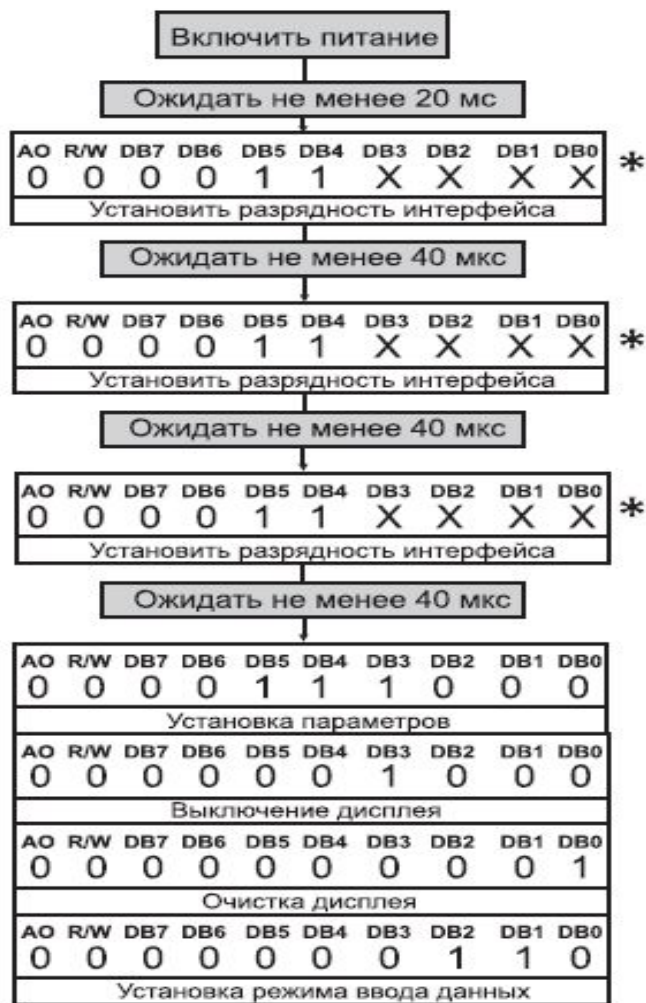 Включить питание
Ожидать не менее 20 мс
AO R/W DB7 DB6 DB5 DB4 DB3 DB2 DB1 DB0
0 0 0 0 1 1 X X X X *
Установить разрядность интерфейса
Ожидать не менее 40 мкс
AO R/W DB7 DB6 DB5 DB4 DB3 DB2 DB1 DB0
0 0 0 0 1 1 X X X X *
Установить разрядность интерфейса
Ожидать не менее 40 мкс
AO R/W DB7 DB6 DB5 DB4 DB3 DB2 DB1 DB0
0 0 0 0 1 1 X X X X *
Установить разрядность интерфейса
Ожидать не менее 40 мкс
AO R/W DB7 DB6 DB5 DB4 DB3 DB2 DB1 DB0
0 0 0 0 1 1 1 0 0 0
Установка параметров
AO R/W DB7 DB6 DB5 DB4 DB3 DB2 DB1 DB0
0 0 0 0 0 0 1 0 0 0
Выключение дисплея
AO R/W DB7 DB6 DB5 DB4 DB3 DB2 DB1 DB0
0 0 0 0 0 0 0 0 0 1
Очистка дисплея
AO R/W DB7 DB6 DB5 DB4 DB3 DB2 DB1 DB0
0 0 0 0 0 0 0 1 1 0
Установка режима ввода данных